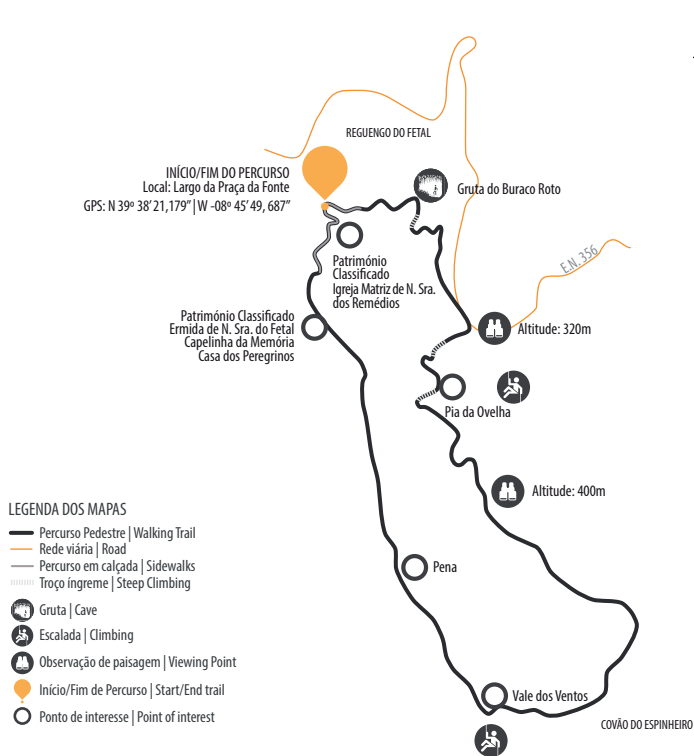 REGUENGO DO FETAL
INÍCIO/FIM DO PERCURSO
Local: Largo da Praça da Fonte
GPS: N 39º 38’ 21,179” | W -08º 45’ 49, 687”
Gruta do Buraco Roto
Património
Classificado
Igreja Matriz de N. Sra.
dos Remédios
E.N. 356
Património Classificado
Ermida de N. Sra. do Fetal
Capelinha da Memória
Casa dos Peregrinos
Altitude: 320m
Pia da Ovelha
Altitude: 400m
Pena
Vale dos Ventos
COVÃO DO ESPINHEIRO
LEGENDA DOS MAPAS
Percurso Pedestre | Walking Trail
Rede viária | Road
Percurso em calçada | Sidewalks
Troço íngreme | Steep Climbing
Gruta | Cave
Escalada | Climbing
Observação de paisagem | Viewing Point
Início/Fim de Percurso | Start/End trail
Ponto de interesse | Point of interest